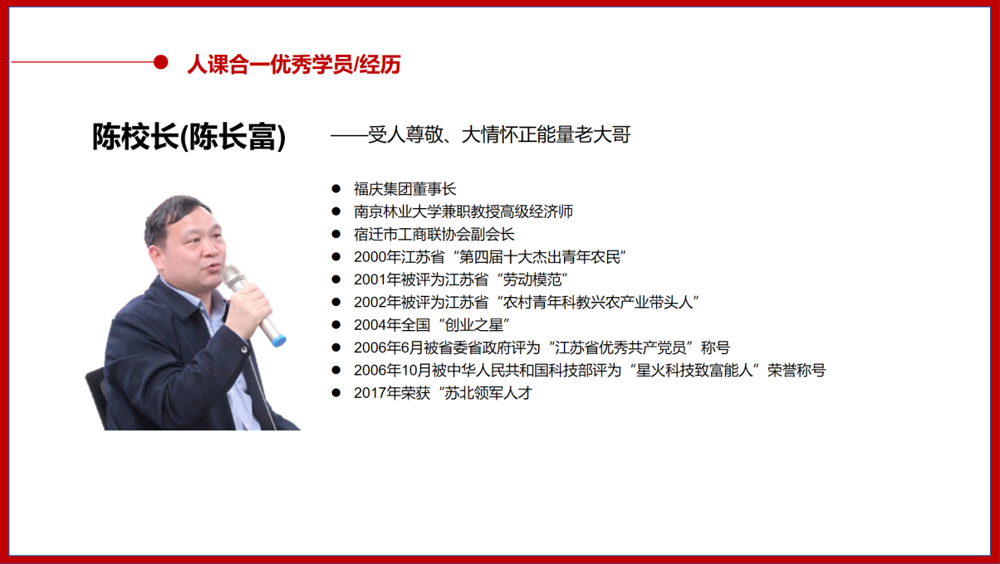 人课合一优秀学员/经历
陈校长(陈长富)
——受人尊敬、大情怀正能量老大哥
● 福庆集团董事长
● 南京林业大学兼职教授高级经济师
● 宿迁市工商联协会副会长
● 2000年江苏省“第四届十大杰出青年农民”
● 2001年被评为江苏省“劳动模范”
● 2002年被评为江苏省“农村青年科教兴农产业带头人”
● 2004年全国“创业之星”
● 2006年6月被省委省政府评为“江苏省优秀共产党员”称号
● 2006年10月被中华人民共和国科技部评为“星火科技致富能人”荣誉称号
● 2017年荣获“苏北领军人才